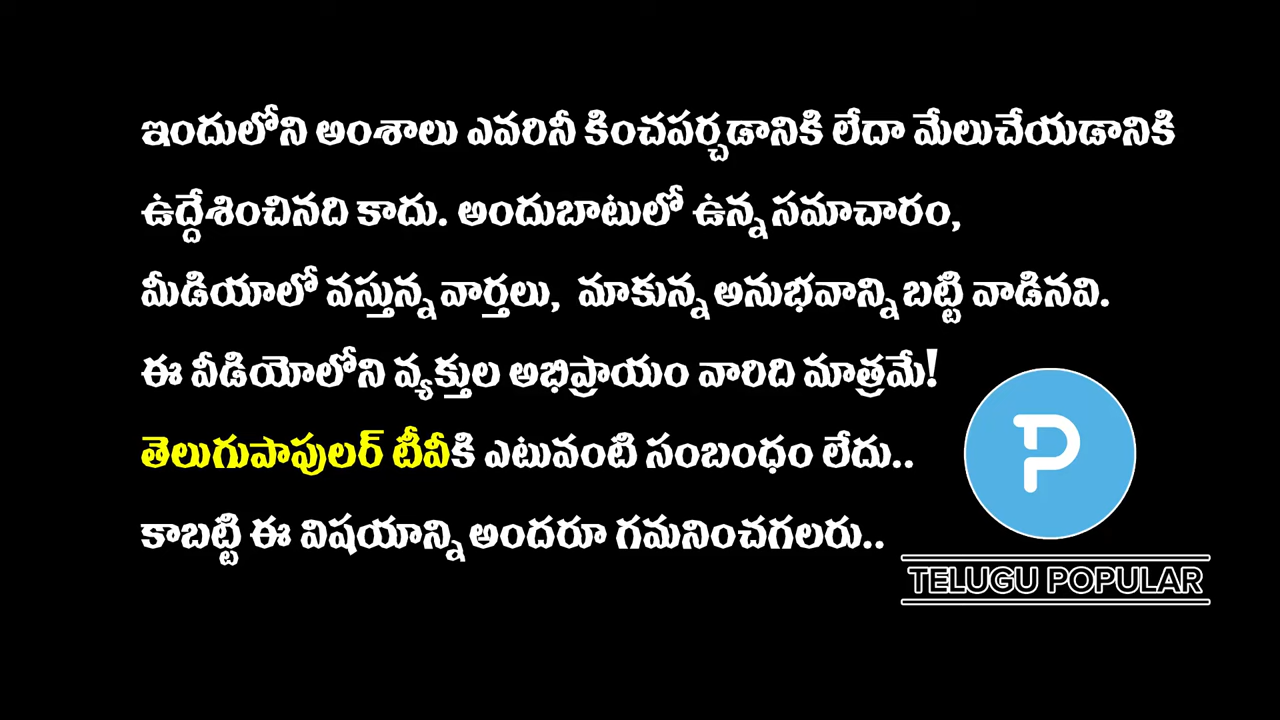 ఇందులోని అంశాలు ఎవరినీ కించపర్చడానికి లేదా మేలుచేయడానికి
ఉద్దేశించినది కాదు. అందుబాటులో ఉన్న సమాచారం,
మీడియాలో వస్తున్న వార్తలు, మాకున్న అనుభవాన్ని బట్టి వాడినవి.
ఈ వీడియోలోని వ్యక్తుల అభిప్రాయం వారిది మాత్రమే!
తెలుగుపాపులర్ టీవీకి ఎటువంటి సంబంధం లేదు..
కాబట్టి ఈ విషయాన్ని అందరూ గమనించగలరు..
P
TELUGU POPULAR